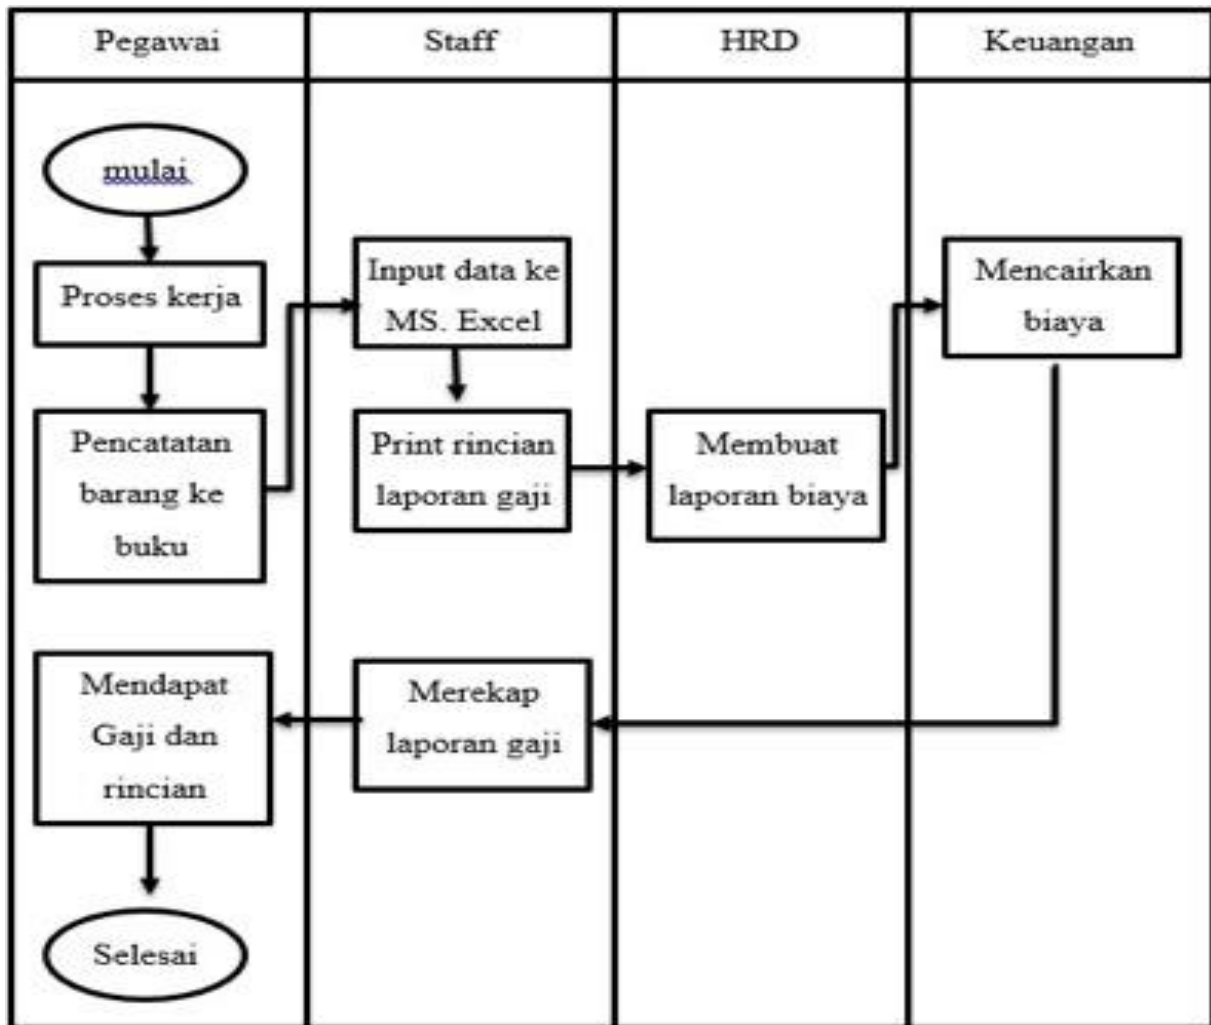 Pegawai
Staff
HRD
Keuangan
mulai
Proses kerja
Pencatatan
barang ke
buku
Input data ke
MS. Excel
Print rincian
laporan gaji
Membuat
laporan biaya
Mencairkan
biaya
Merekap
laporan gaji
Mendapat
Gaji dan
rincian
Selesai